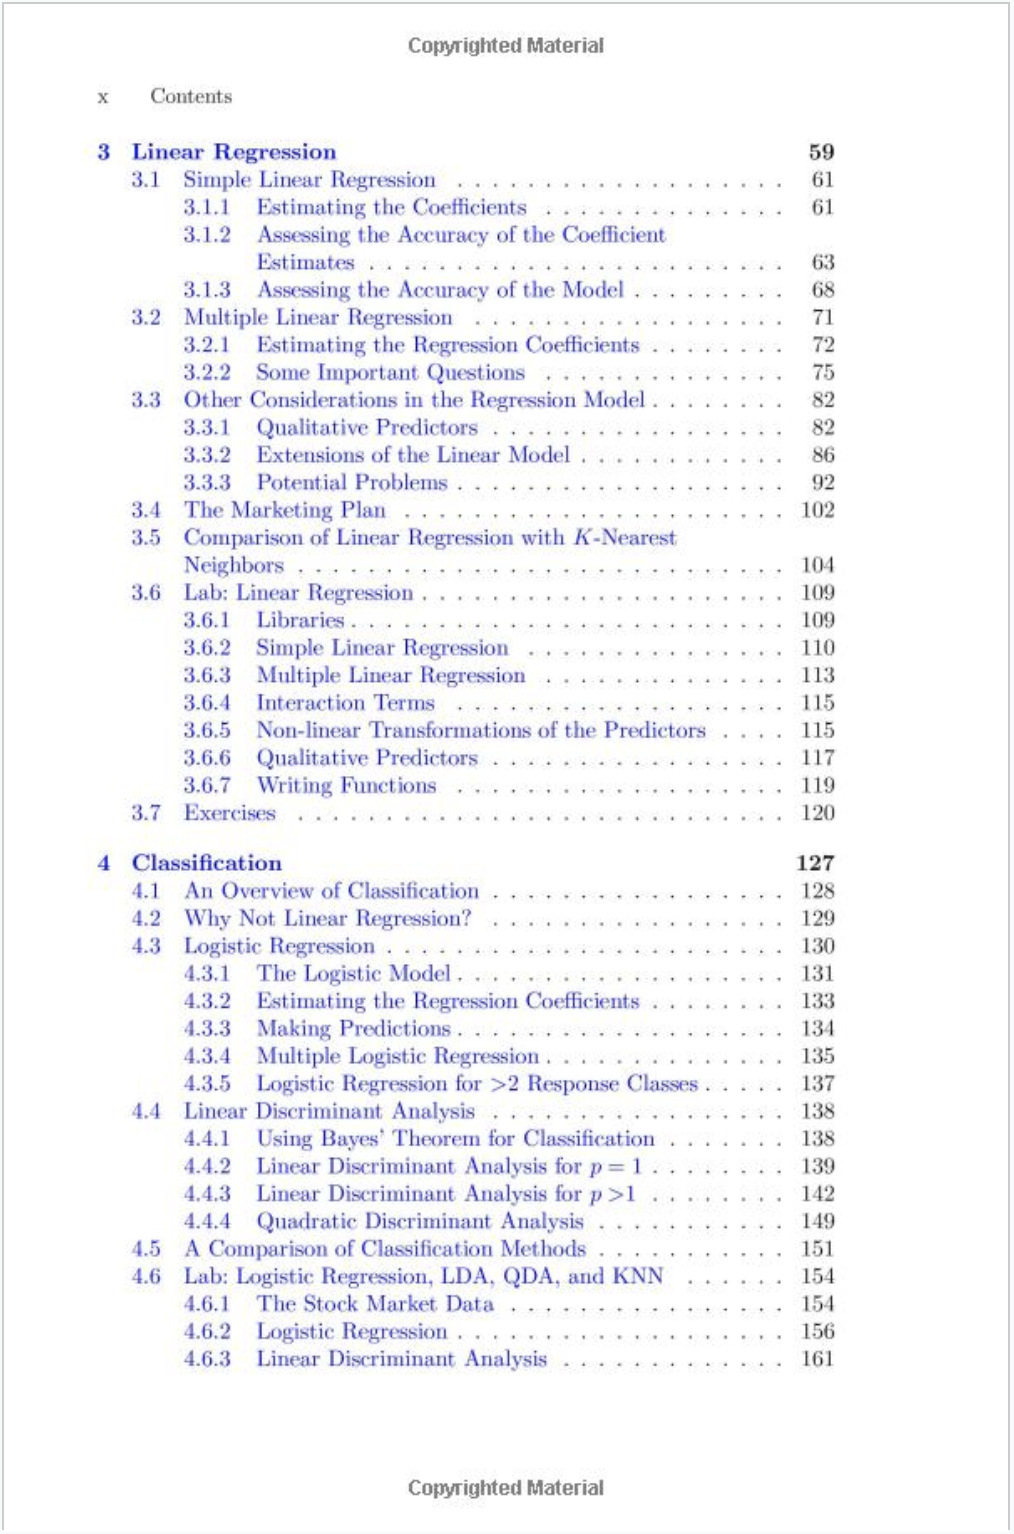 Copyrighted Material
x Contents
3 Linear Regression 59
3.1 Simple Linear Regression . . . . . . . . . . . . . . . . . . . 61
3.1.1 Estimating the Coefficients . . . . . . . . . . . . . . 61
3.1.2 Assessing the Accuracy of the Coefficient
Estimates . . . . . . . . . . . . . . . . . . . . . . . . 63
3.1.3 Assessing the Accuracy of the Model . . . . . . . . . 68
3.2 Multiple Linear Regression . . . . . . . . . . . . . . . . . . 71
3.2.1 Estimating the Regression Coefficients . . . . . . . . 72
3.2.2 Some Important Questions . . . . . . . . . . . . . . 75
3.3 Other Considerations in the Regression Model . . . . . . . . 82
3.3.1 Qualitative Predictors . . . . . . . . . . . . . . . . . 82
3.3.2 Extensions of the Linear Model . . . . . . . . . . . . 86
3.3.3 Potential Problems . . . . . . . . . . . . . . . . . . . 92
3.4 The Marketing Plan . . . . . . . . . . . . . . . . . . . . . . 102
3.5 Comparison of Linear Regression with K-Nearest
Neighbors . . . . . . . . . . . . . . . . . . . . . . . . . . . . 104
3.6 Lab: Linear Regression . . . . . . . . . . . . . . . . . . . . . 109
3.6.1 Libraries . . . . . . . . . . . . . . . . . . . . . . . . . 109
3.6.2 Simple Linear Regression . . . . . . . . . . . . . . . 110
3.6.3 Multiple Linear Regression . . . . . . . . . . . . . . 113
3.6.4 Interaction Terms . . . . . . . . . . . . . . . . . . . 115
3.6.5 Non-linear Transformations of the Predictors . . . . 115
3.6.6 Qualitative Predictors . . . . . . . . . . . . . . . . . 117
3.6.7 Writing Functions . . . . . . . . . . . . . . . . . . . 119
3.7 Exercises . . . . . . . . . . . . . . . . . . . . . . . . . . . . 120
4 Classification 127
4.1 An Overview of Classification . . . . . . . . . . . . . . . . . 128
4.2 Why Not Linear Regression? . . . . . . . . . . . . . . . . . 129
4.3 Logistic Regression . . . . . . . . . . . . . . . . . . . . . . . 130
4.3.1 The Logistic Model . . . . . . . . . . . . . . . . . . . 131
4.3.2 Estimating the Regression Coefficients . . . . . . . . 133
4.3.3 Making Predictions . . . . . . . . . . . . . . . . . . . 134
4.3.4 Multiple Logistic Regression . . . . . . . . . . . . . . 135
4.3.5 Logistic Regression for >2 Response Classes . . . . . 137
4.4 Linear Discriminant Analysis . . . . . . . . . . . . . . . . . 138
4.4.1 Using Bayes' Theorem for Classification . . . . . . . 138
4.4.2 Linear Discriminant Analysis for p = 1 . . . . . . . . 139
4.4.3 Linear Discriminant Analysis for p >1 . . . . . . . . 142
4.4.4 Quadratic Discriminant Analysis . . . . . . . . . . . 149
4.5 A Comparison of Classification Methods . . . . . . . . . . . 151
4.6 Lab: Logistic Regression, LDA, QDA, and KNN . . . . . . 154
4.6.1 The Stock Market Data . . . . . . . . . . . . . . . . 154
4.6.2 Logistic Regression . . . . . . . . . . . . . . . . . . . 156
4.6.3 Linear Discriminant Analysis . . . . . . . . . . . . . 161
Copyrighted Material